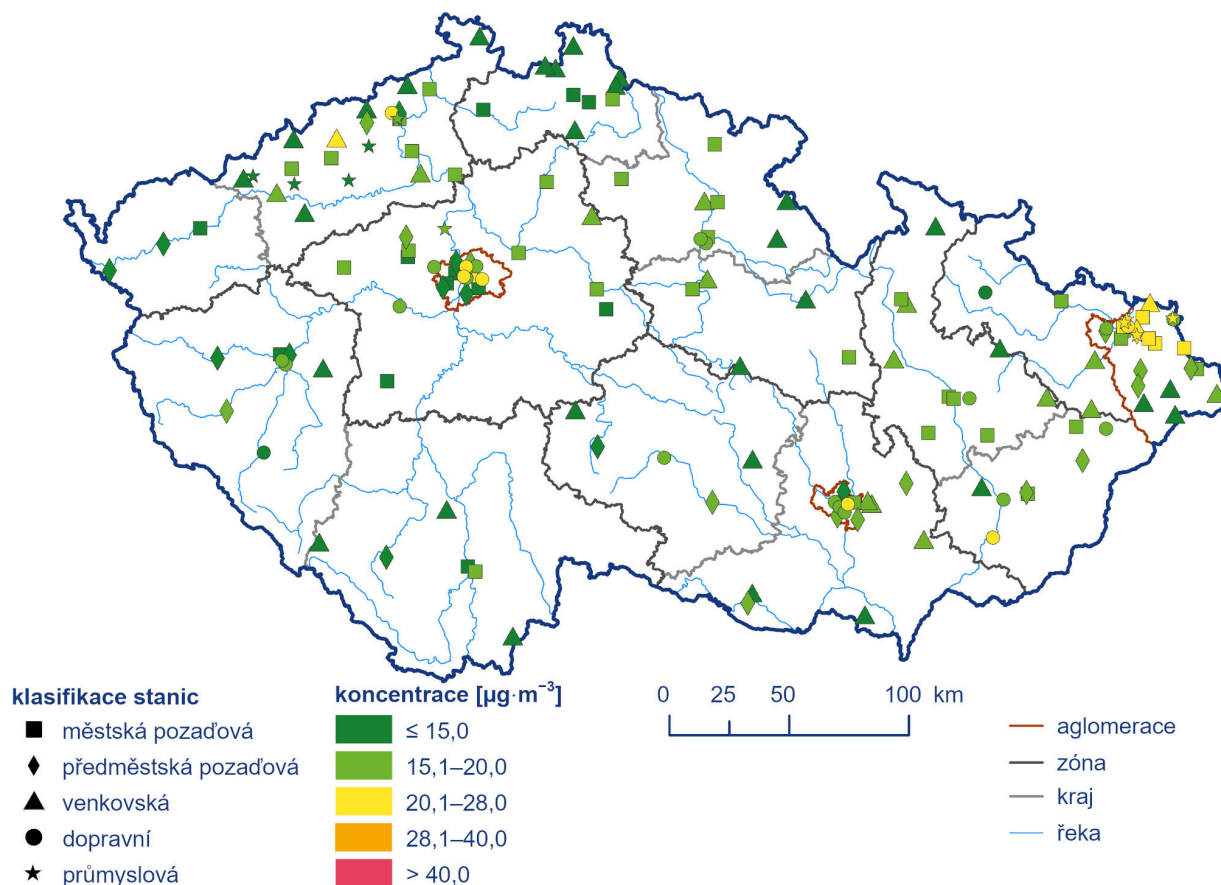 klasifikace stanic
městská pozaďová
předměstská pozaďová
venkovská
dopravní
průmyslová
koncentrace [µg·m⁻³]
≤ 15,0
15,1–20,0
20,1–28,0
28,1–40,0
> 40,0
0 25 50 100 km
aglomerace
zóna
kraj
řeka